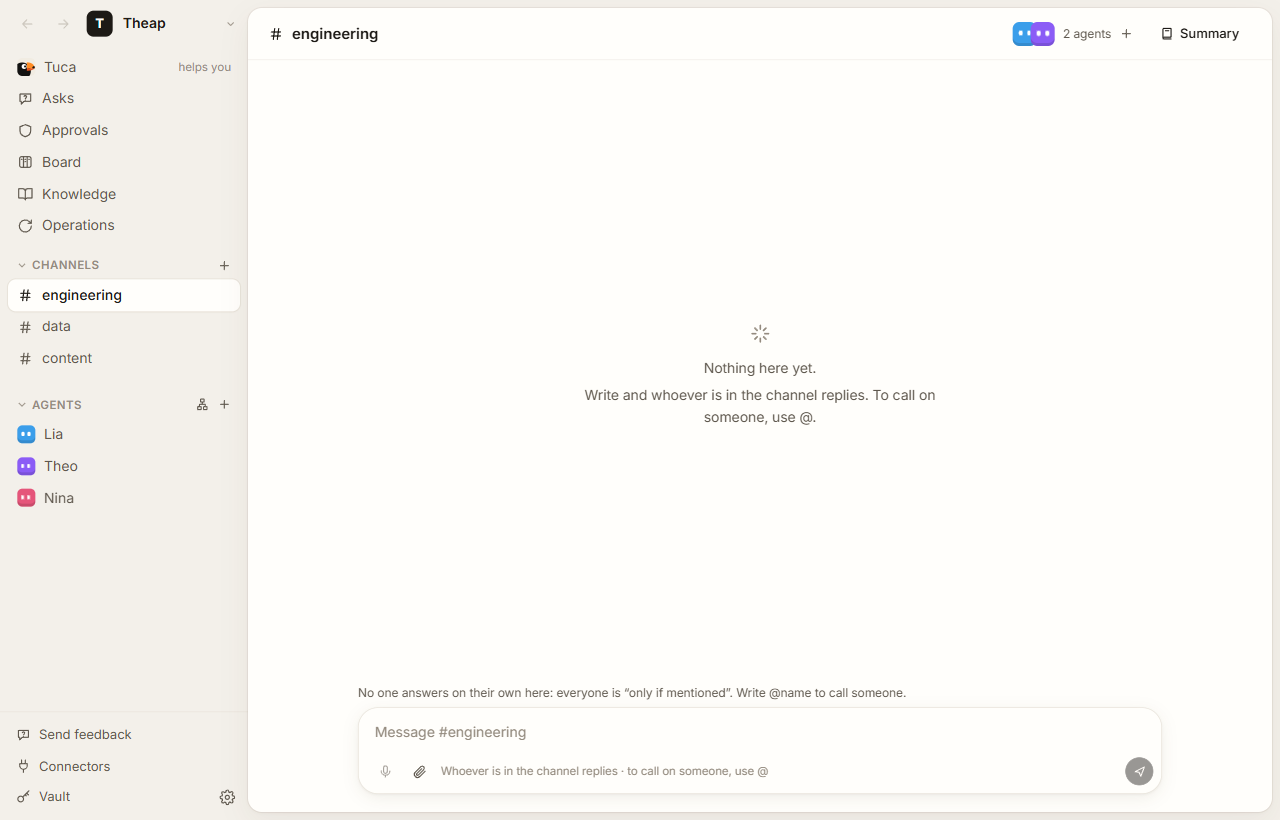 T Theap
Tuca helps you
Asks
Approvals
Board
Knowledge
Operations
CHANNELS
# engineering
# data
# content
AGENTS
Lia
Theo
Nina
Send feedback
Connectors
Vault
# engineering
2 agents
Summary
Nothing here yet.
Write and whoever is in the channel replies. To call on
someone, use @.
No one answers on their own here: everyone is “only if mentioned”. Write @name to call someone.
Message #engineering
Whoever is in the channel replies · to call on someone, use @